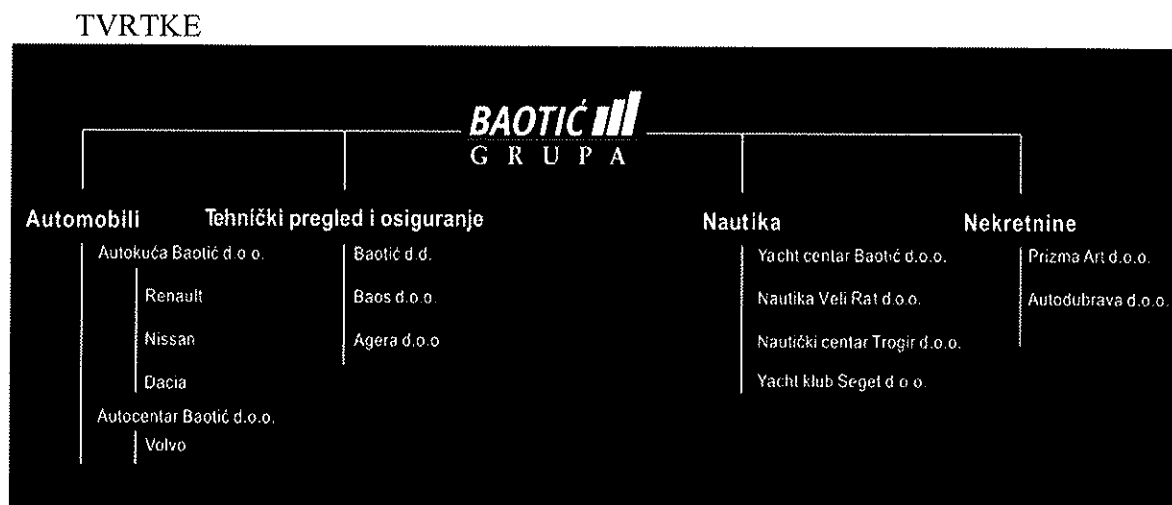 TVRTKE
BAOTIĆ
GRUPA
Automobili
Autokuća Baotić d.o o.
Renault
Nissan
Dacia
Autocentar Baotić d.o.o.
Volvo
Tehnički pregled i osiguranje
Baotić d.d.
Baos d.o.o.
Agera d.o.o
Nautika
Yacht centar Baotić d.o.o.
Nautika Veli Rat d.o.o.
Nautički centar Trogir d.o.o.
Yacht klub Seget d o o.
Nekretnine
Prizma Art d.o.o.
Autodubrava d.o.o.